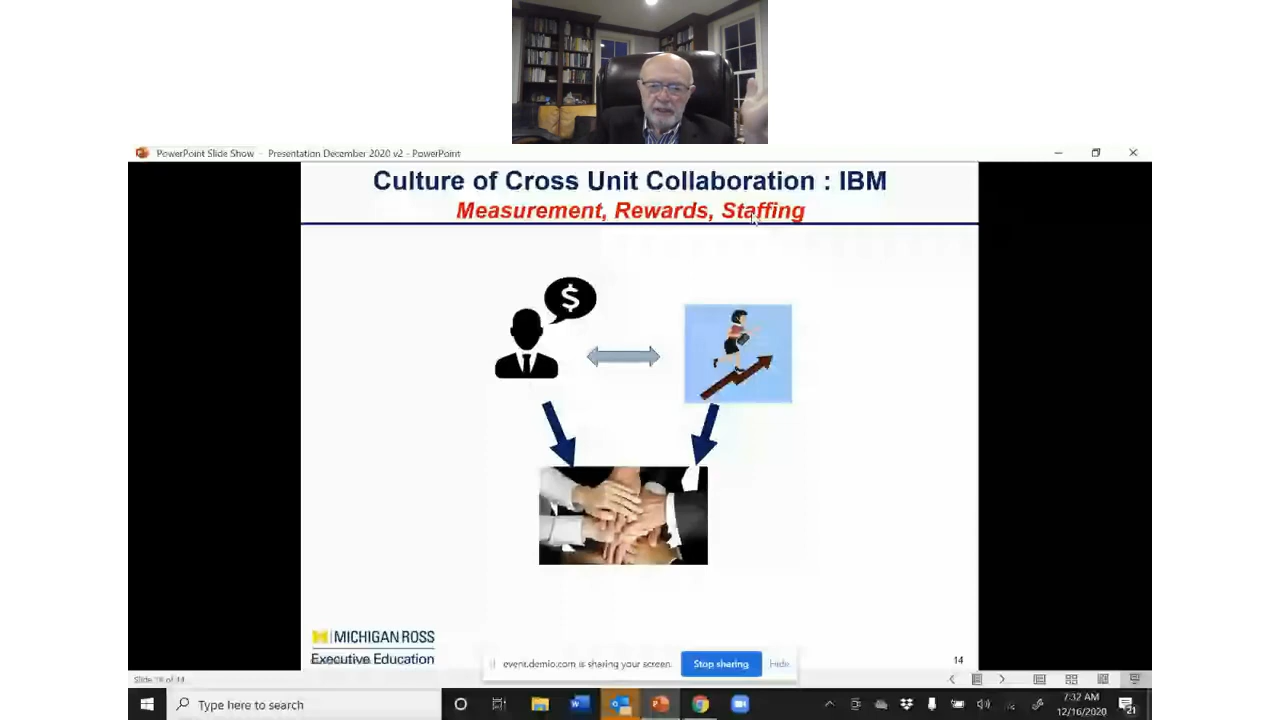 PowerPoint Slide Show - Presentation December 2020 v2 - PowerPoint
Culture of Cross Unit Collaboration : IBM
Measurement, Rewards, Staffing
$
M MICHIGAN ROSS
Executive Education
event.demio.com is sharing your screen.
Stop sharing
Hide
14
Type here to search
7:32 AM
12/16/2020
21